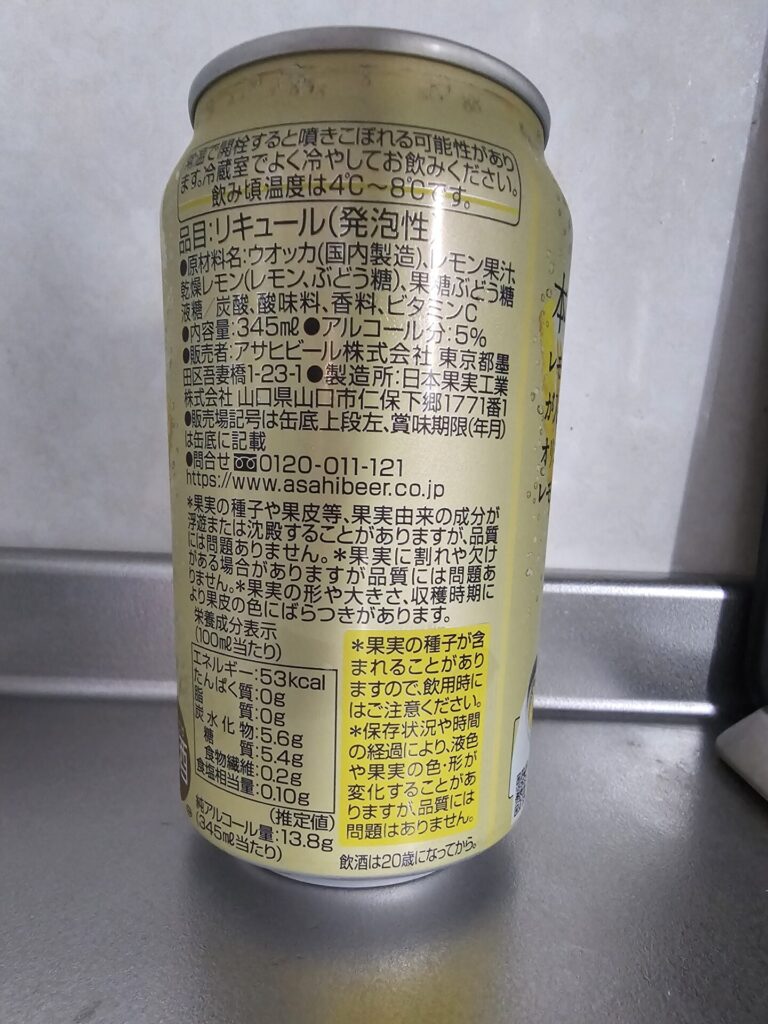 常温で開栓すると噴きこぼれる可能性があり
ます。冷蔵室でよく冷やしてお飲みください。
飲み頃温度は4℃～8℃です。
品目:リキュール(発泡性)
●原材料名:ウオッカ(国内製造)、レモン果汁、
乾燥レモン(レモン、ぶどう糖)、果糖ぶどう糖
液糖／炭酸、酸味料、香料、ビタミンC
●内容量:345㎖●アルコール分:5%
●販売者:アサヒビール株式会社 東京都墨
田区吾妻橋1-23-1●製造所:日本果実工業
株式会社 山口県山口市仁保下郷1771番1
●販売場記号は缶底上段左、賞味期限(年月)
は缶底に記載
●問合せ 0120-011-121
https://www.asahibeer.co.jp
*果実の種子や果皮等、果実由来の成分が
浮遊または沈殿することがありますが、品質
には問題ありません。*果実に割れや欠け
がある場合がありますが品質には問題あ
りません。*果実の形や大きさ、収穫時期に
より果皮の色にばらつきがあります。
栄養成分表示
(100㎖当たり)
エネルギー:53kcal
たんぱく質:0g
脂質:0g
炭水化物:5.6g
糖質:5.4g
食物繊維:0.2g
食塩相当量:0.10g
(推定値)
純アルコール量:13.8g
(345㎖当たり)
*果実の種子が含
まれることがあり
ますので、飲用時に
はご注意ください。
*保存状況や時間
の経過により、液色
や果実の色・形が
変化することがあ
りますが、品質には
問題はありません。
飲酒は20歳になってから。
本
レモ
オリ
レモ